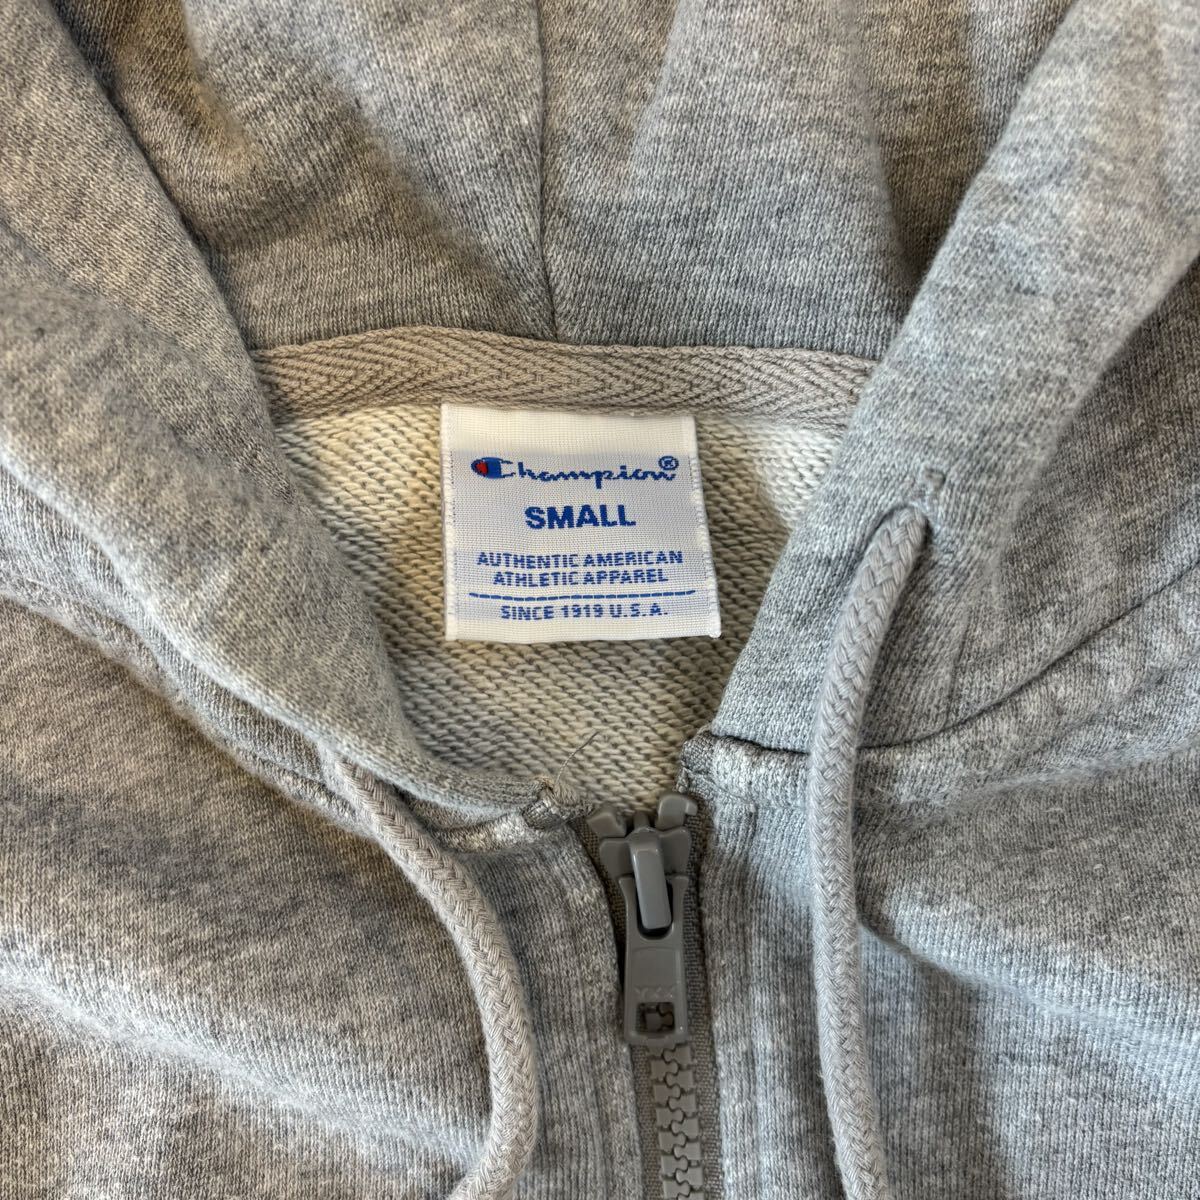 Champion®
SMALL
AUTHENTIC AMERICAN
ATHLETIC APPAREL
SINCE 1919 U.S.A.